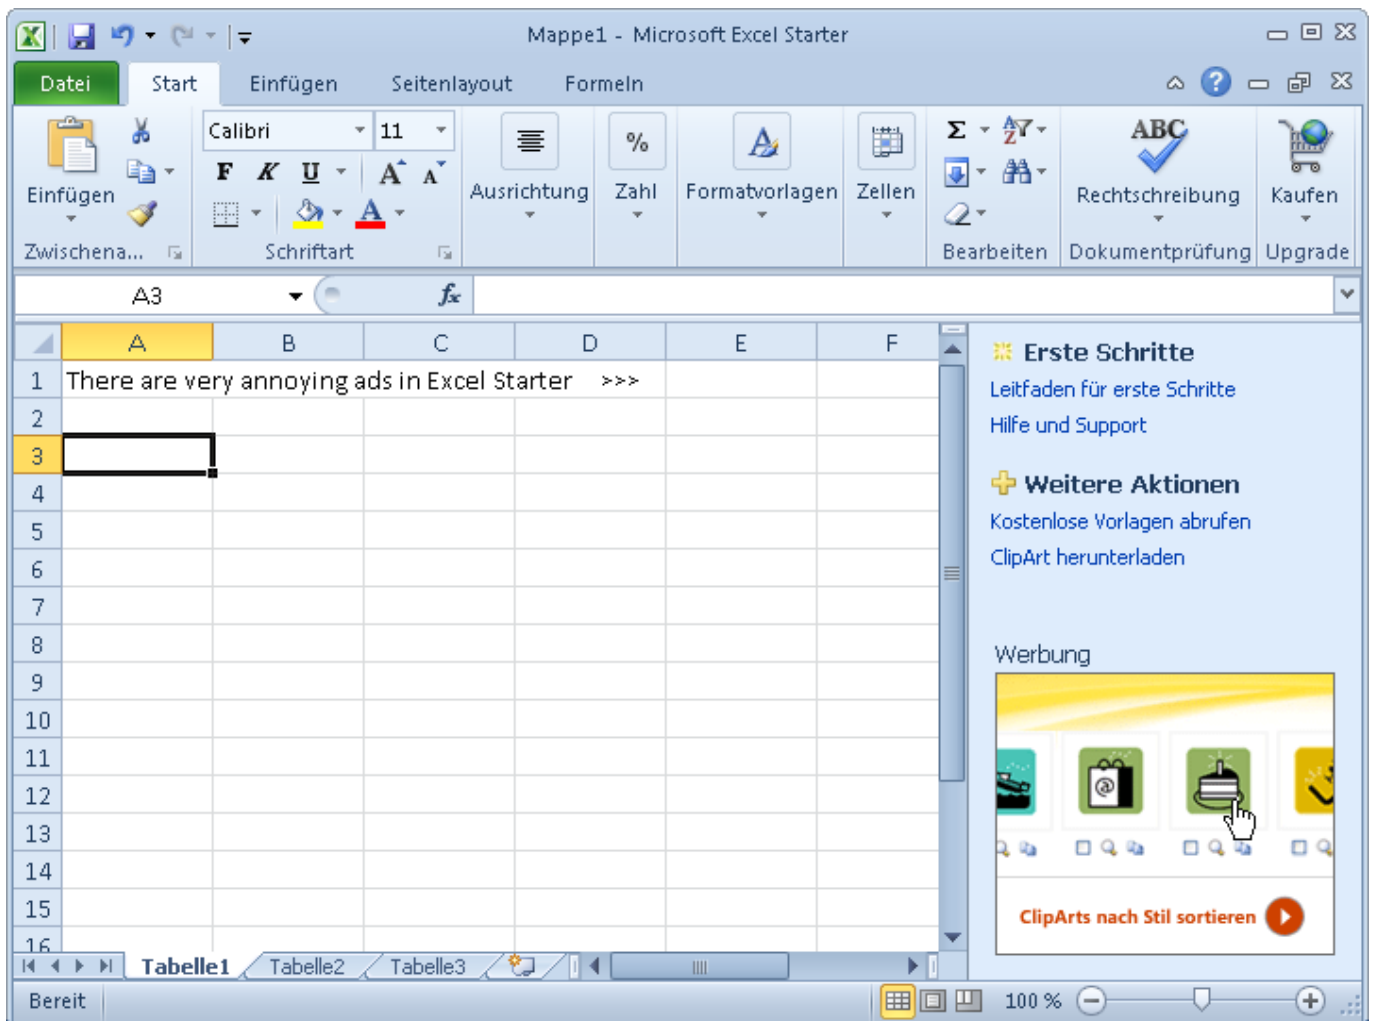 Mappe1 - Microsoft Excel Starter
Datei Start Einfügen Seitenlayout Formeln
Calibri 11
F K U A A
Einfügen Ausrichtung Zahl Formatvorlagen Zellen Rechtschreibung Kaufen
Zwischena... Schriftart Bearbeiten Dokumentprüfung Upgrade
A3 fx
A B C D E F
1 There are very annoying ads in Excel Starter >>>
2
3
4
5
6
7
8
9
10
11
12
13
14
15
16
Erste Schritte
Leitfaden für erste Schritte
Hilfe und Support
Weitere Aktionen
Kostenlose Vorlagen abrufen
ClipArt herunterladen
Werbung
ClipArts nach Stil sortieren
Tabelle1 Tabelle2 Tabelle3
Bereit 100 %